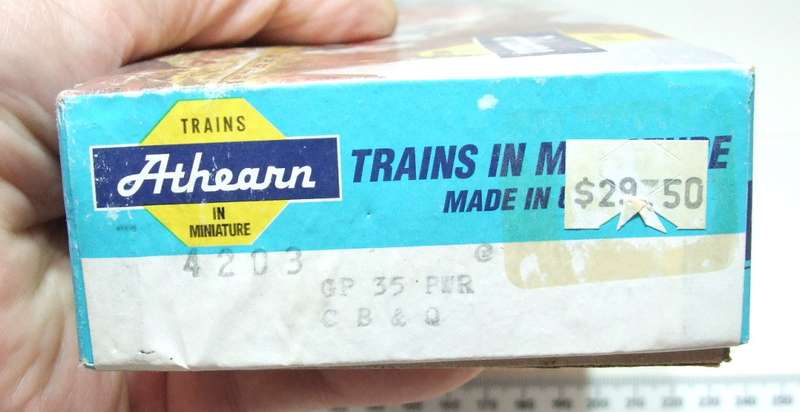 TRAINS
Athearn
IN
MINIATURE
TRAINS IN
MADE IN
$29.50
4203
®
GP 35 PWR
C B & Q